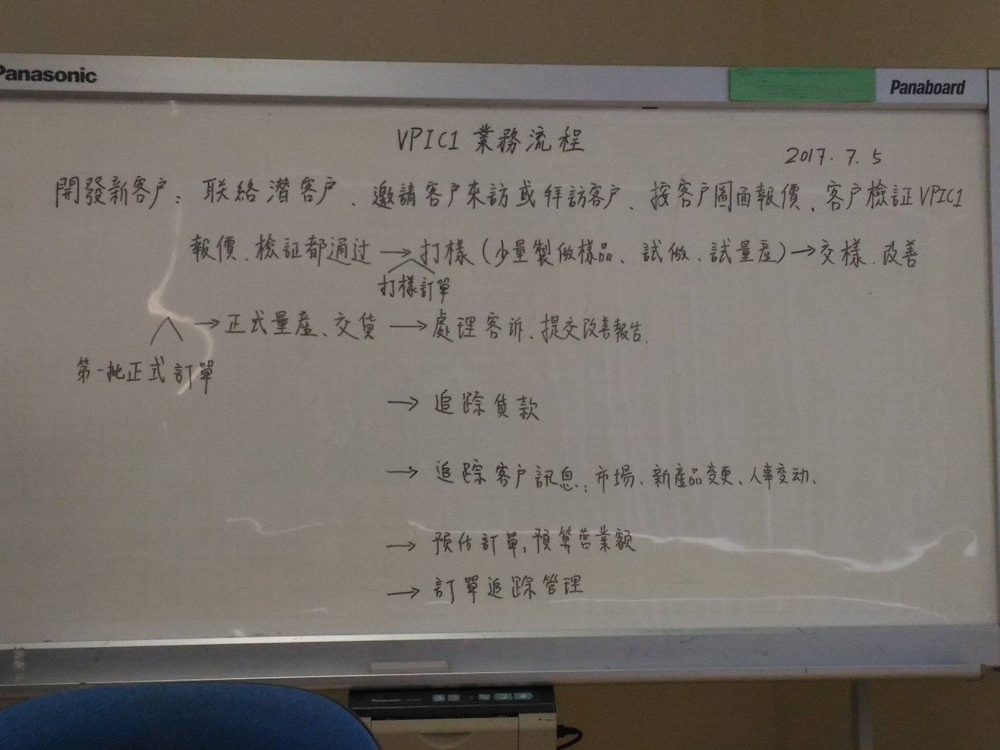 Panasonic
Panaboard
VPIC1 業務流程
2017.7.5
開發新客户：联絡潛客户、邀請客户來訪或拜訪客户、按客户圖面報價、客户檢証VPIC1
報價、檢証都通过→打樣(少量製做樣品、試做、試量產)→交樣.改善
打樣訂單
→正式量產、交貨→處理客诉、提交改善報告.
第一批正式訂單
→追踪貨款
→追踪客户訊息:市場、新產品变更、人事变动、
→預估訂單,預算营業额
→訂單追踪管理
Panasonic